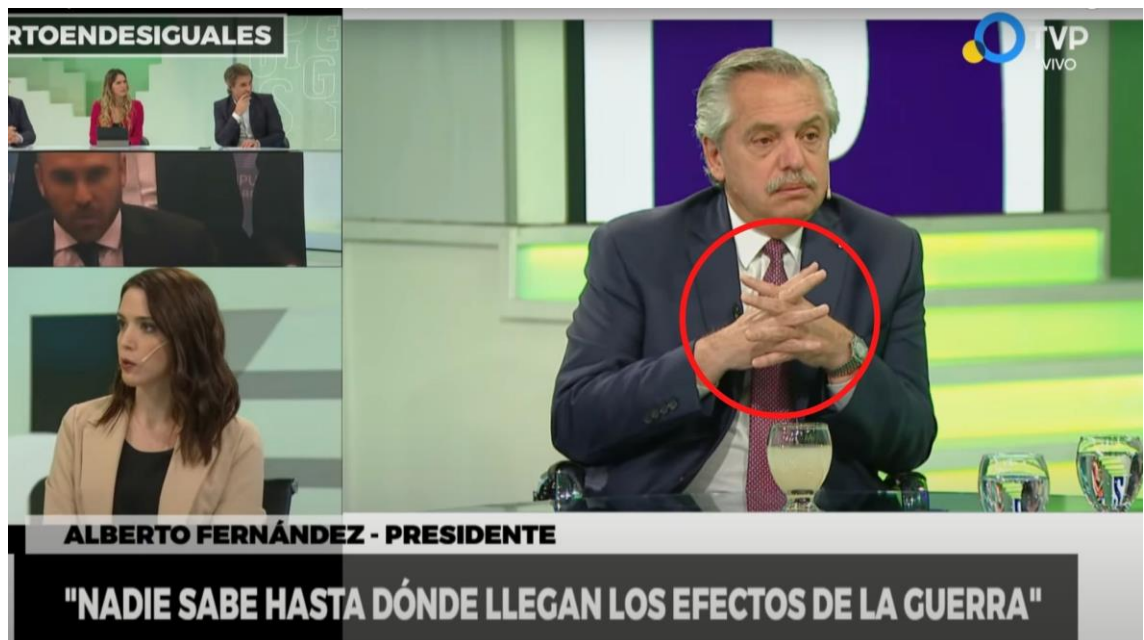 RTOENDESIGUALES
TVP
VIVO
ALBERTO FERNÁNDEZ - PRESIDENTE
"NADIE SABE HASTA DÓNDE LLEGAN LOS EFECTOS DE LA GUERRA"